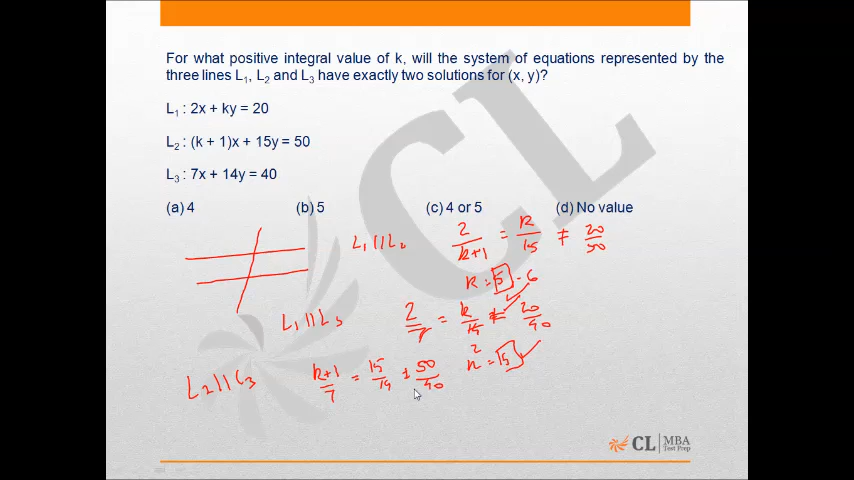 For what positive integral value of k, will the system of equations represented by the
three lines L₁, L₂ and L₃ have exactly two solutions for (x, y)?
L₁ : 2x + ky = 20
L₂ : (k + 1)x + 15y = 50
L₃ : 7x + 14y = 40
(a) 4 (b) 5 (c) 4 or 5 (d) No value
L₁ || L₂ 2/k+1 = k/15 ≠ 20/50
k = 5, -6
L₁ || L₃ 2/7 = k/14 ≠ 20/40
L₂ || L₃ k+1/7 = 15/14 ≠ 50/40
CL
CL MBA
Test Prep